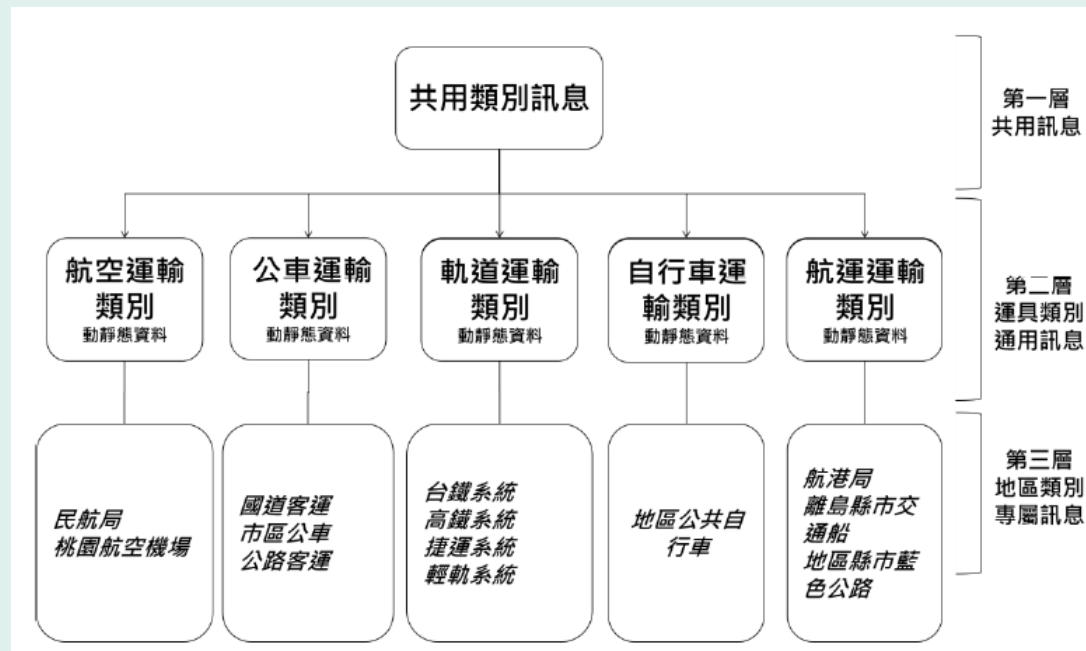 共用類別訊息
第一層
共用訊息
航空運輸
類別
動靜態資料
公車運輸
類別
動靜態資料
軌道運輸
類別
動靜態資料
自行車運
輸類別
動靜態資料
航運運輸
類別
動靜態資料
第二層
運具類別
通用訊息
民航局
桃園航空機場
國道客運
市區公車
公路客運
台鐵系統
高鐵系統
捷運系統
輕軌系統
地區公共自
行車
航港局
離島縣市交
通船
地區縣市藍
色公路
第三層
地區類別
專屬訊息